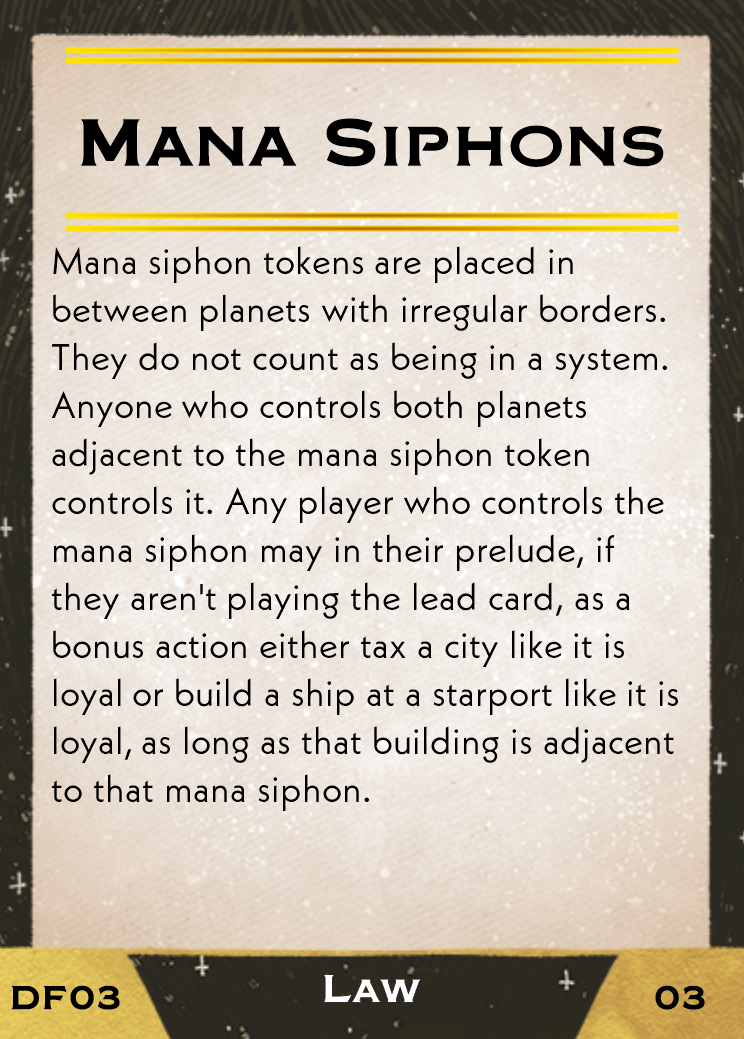 Mana Siphons
Mana siphon tokens are placed in
between planets with irregular borders.
They do not count as being in a system.
Anyone who controls both planets
adjacent to the mana siphon token
controls it. Any player who controls the
mana siphon may in their prelude, if
they aren't playing the lead card, as a
bonus action either tax a city like it is
loyal or build a ship at a starport like it is
loyal, as long as that building is adjacent
to that mana siphon.
DF03
Law
03